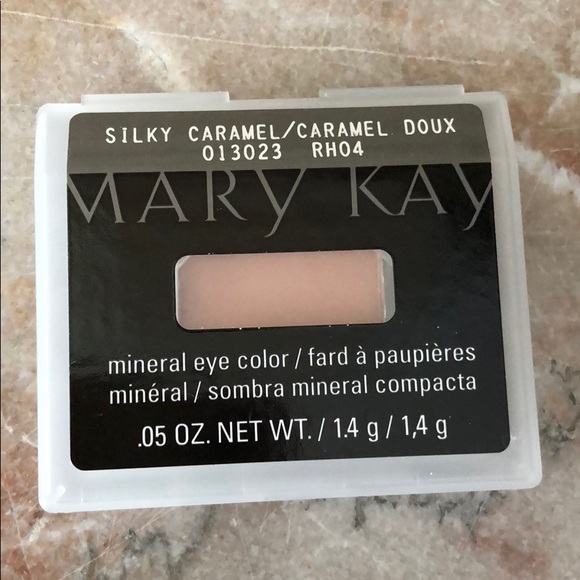 SILKY CARAMEL/CARAMEL DOUX
013023 RH04
MARY KAY
mineral eye color / fard à paupières
minéral / sombra mineral compacta
.05 OZ. NET WT. / 1.4 g / 1,4 g